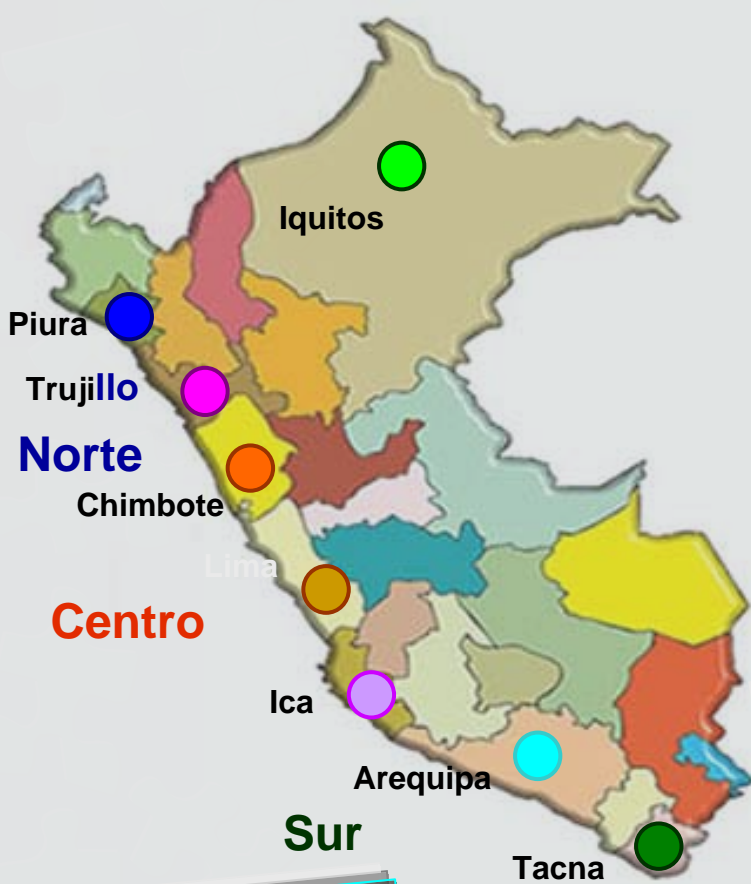 Iquitos
Piura
Trujillo
Norte
Chimbote
Lima
Centro
Ica
Arequipa
Sur
Tacna